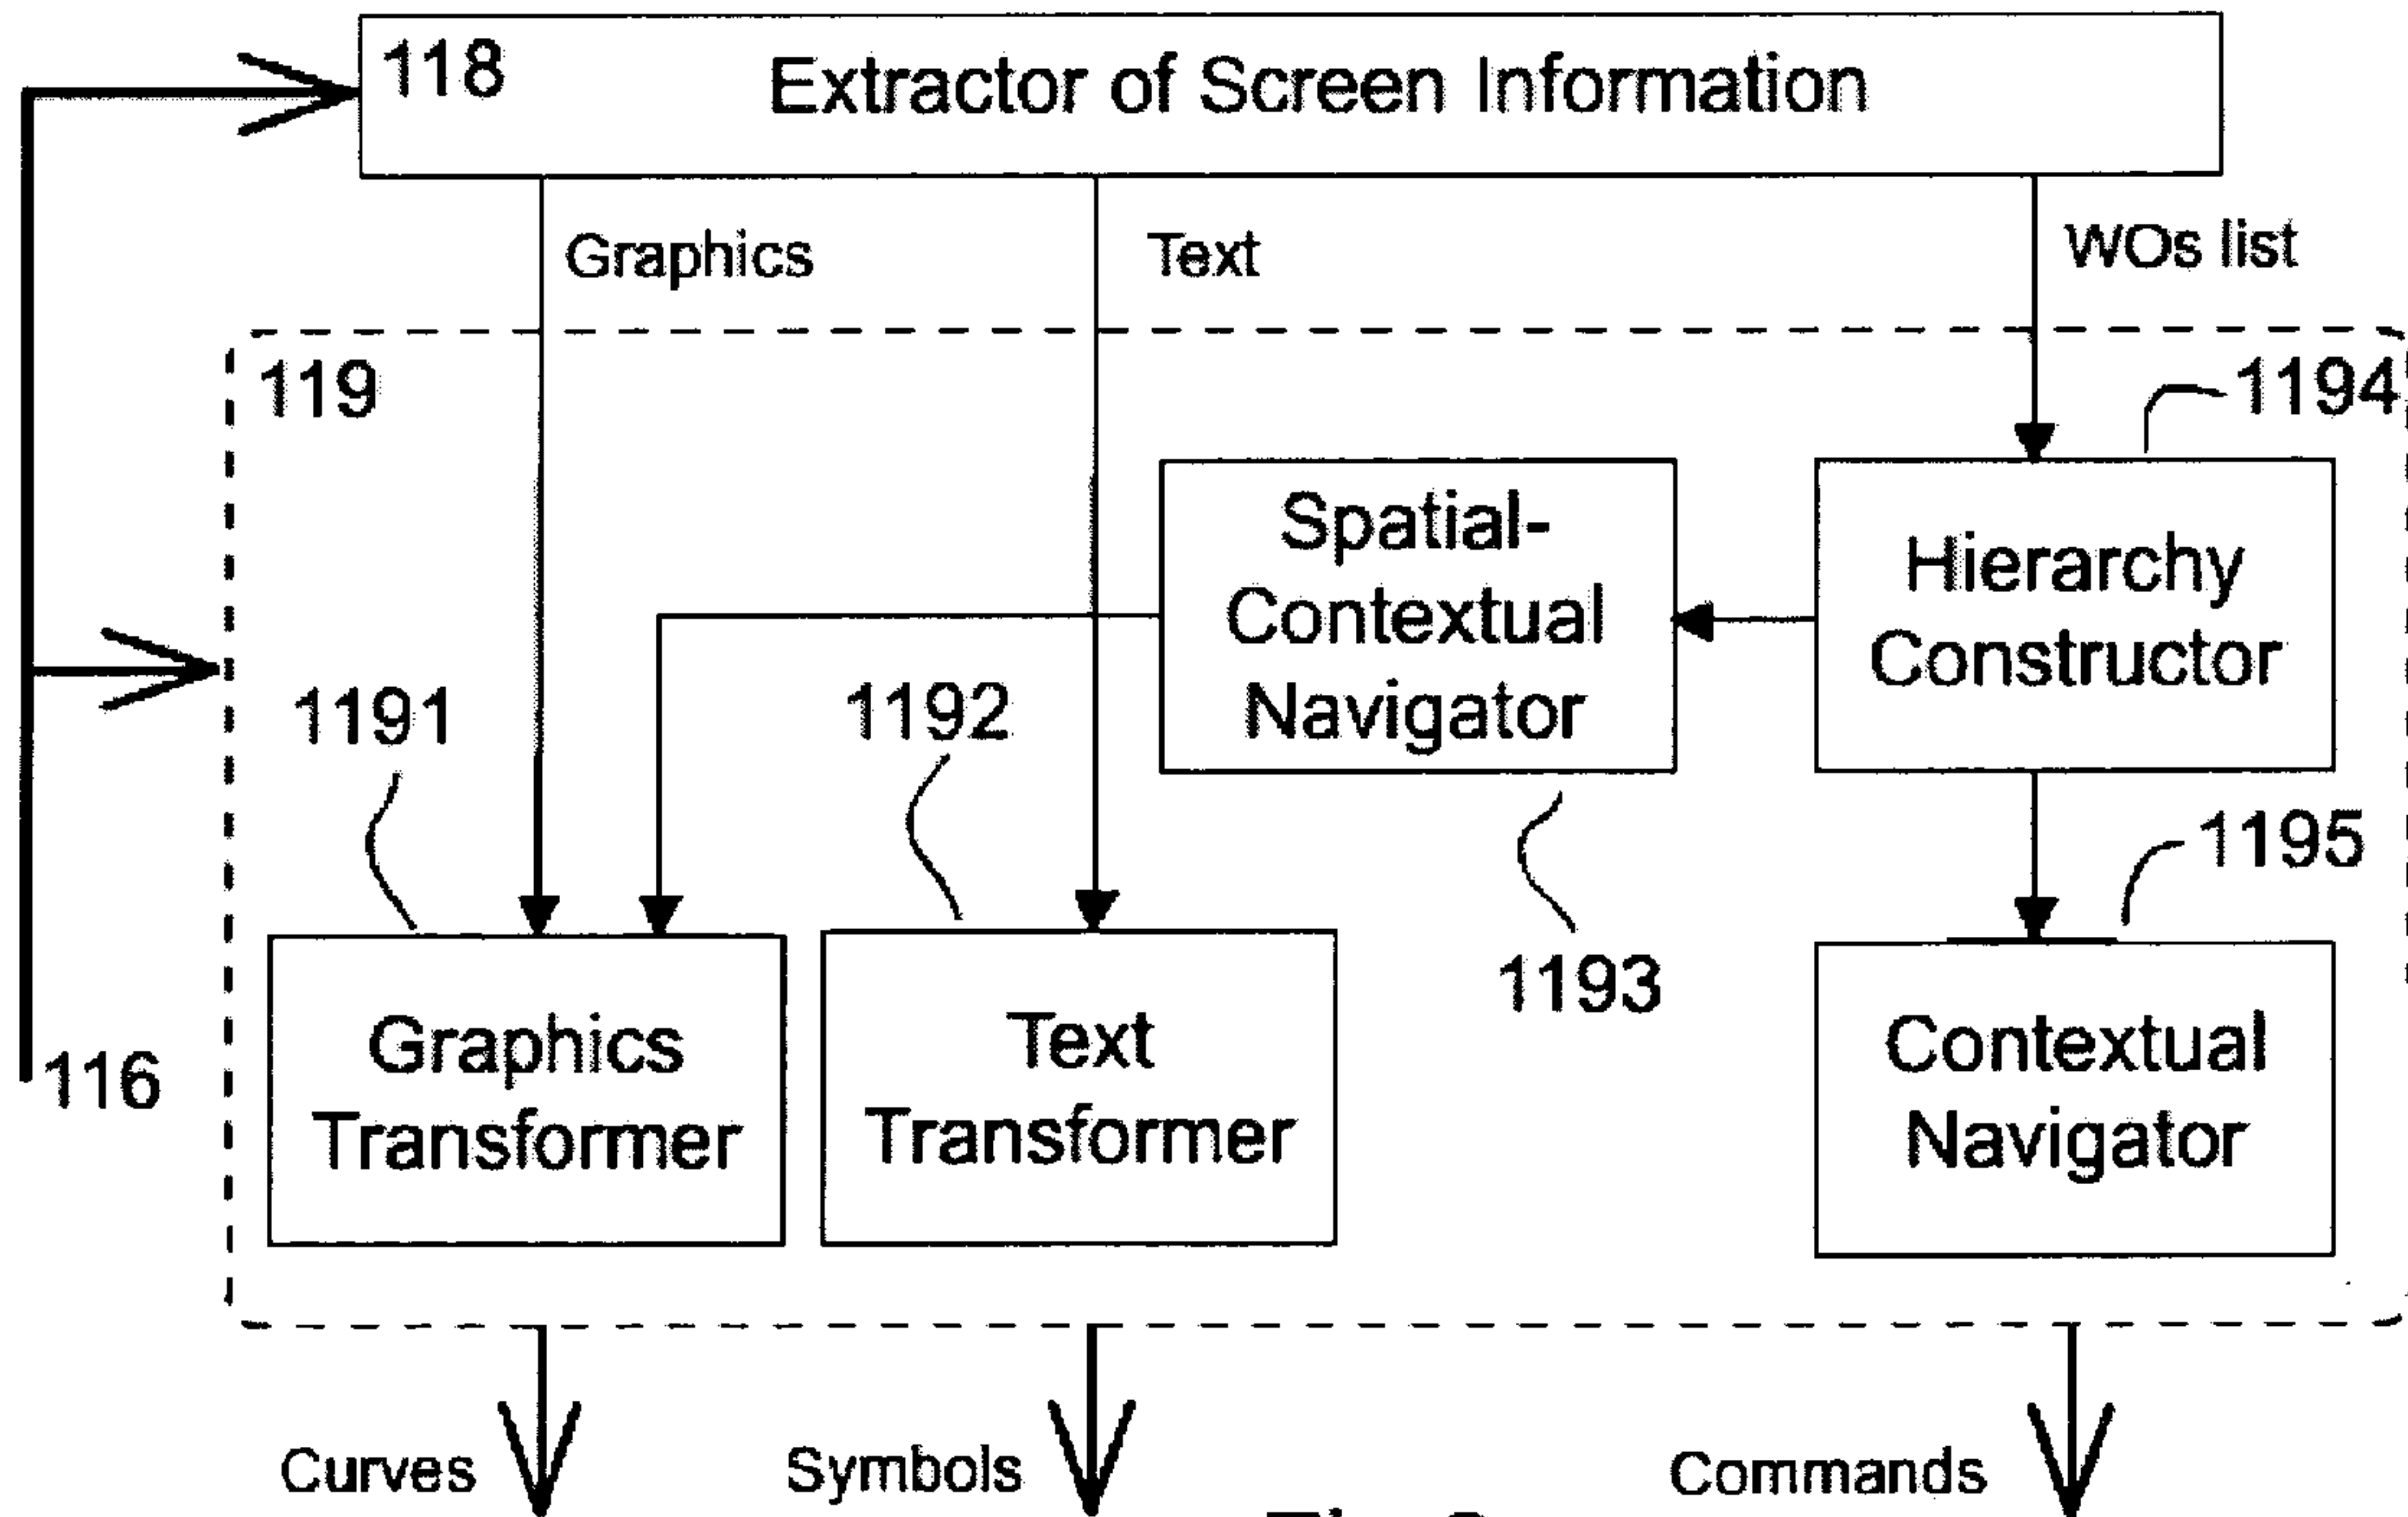 118
Extractor of Screen Information
Graphics
Text
WOs list
119
1194
Spatial-
Contextual
Navigator
Hierarchy
Constructor
1191
1192
1195
1193
Graphics
Transformer
Text
Transformer
Contextual
Navigator
116
Curves
Symbols
Commands